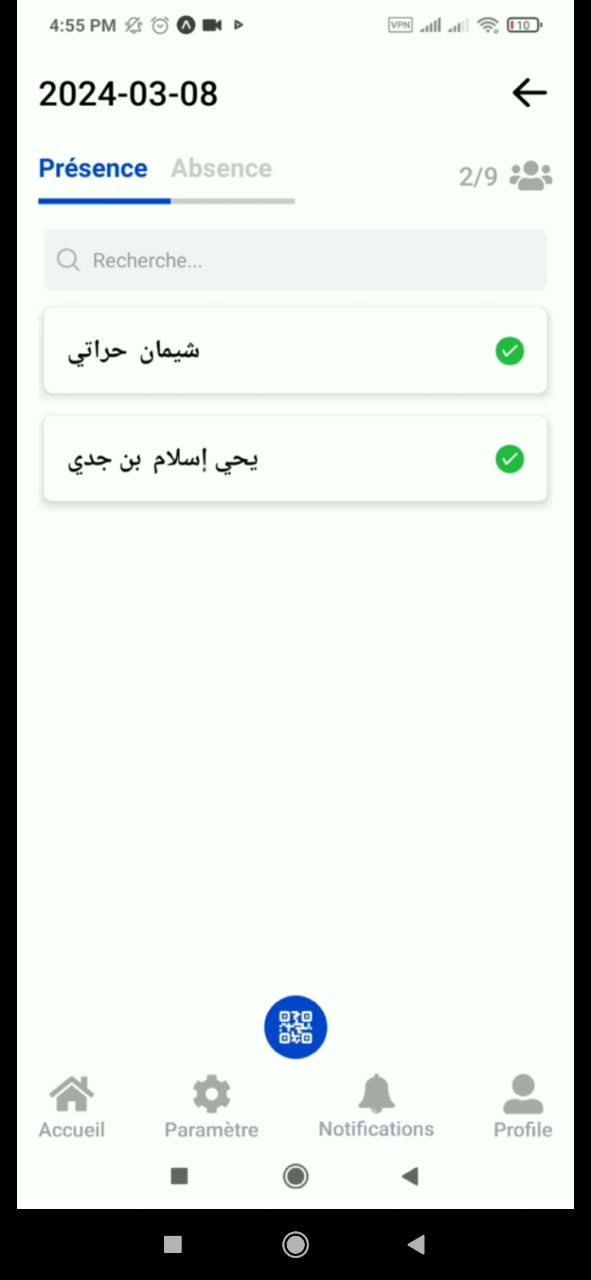 4:55 PM VPN 10
2024-03-08
Présence Absence 2/9
Recherche...
شيمان حراتي
يحي إسلام بن جدي
Accueil Paramètre Notifications Profile